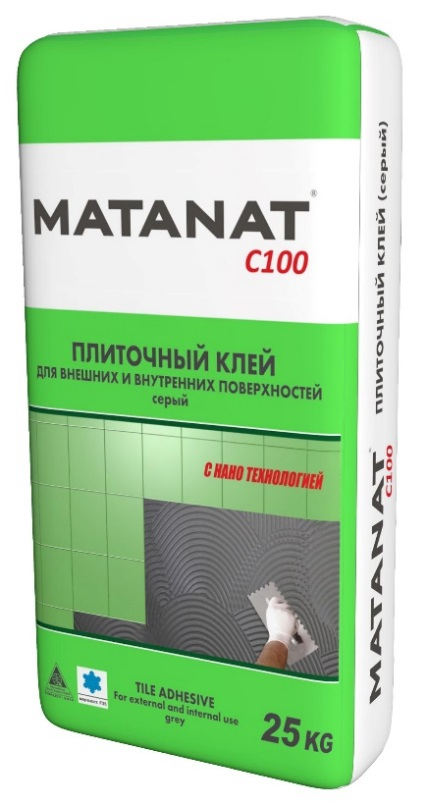 MATANAT®
C100
ПЛИТОЧНЫЙ КЛЕЙ
ДЛЯ ВНЕШНИХ И ВНУТРЕННИХ ПОВЕРХНОСТЕЙ
серый
С НАНО ТЕХНОЛОГИЕЙ
TILE ADHESIVE
For external and internal use
grey
25 KG
MATANAT®
C100
ПЛИТОЧНЫЙ КЛЕЙ (серый)